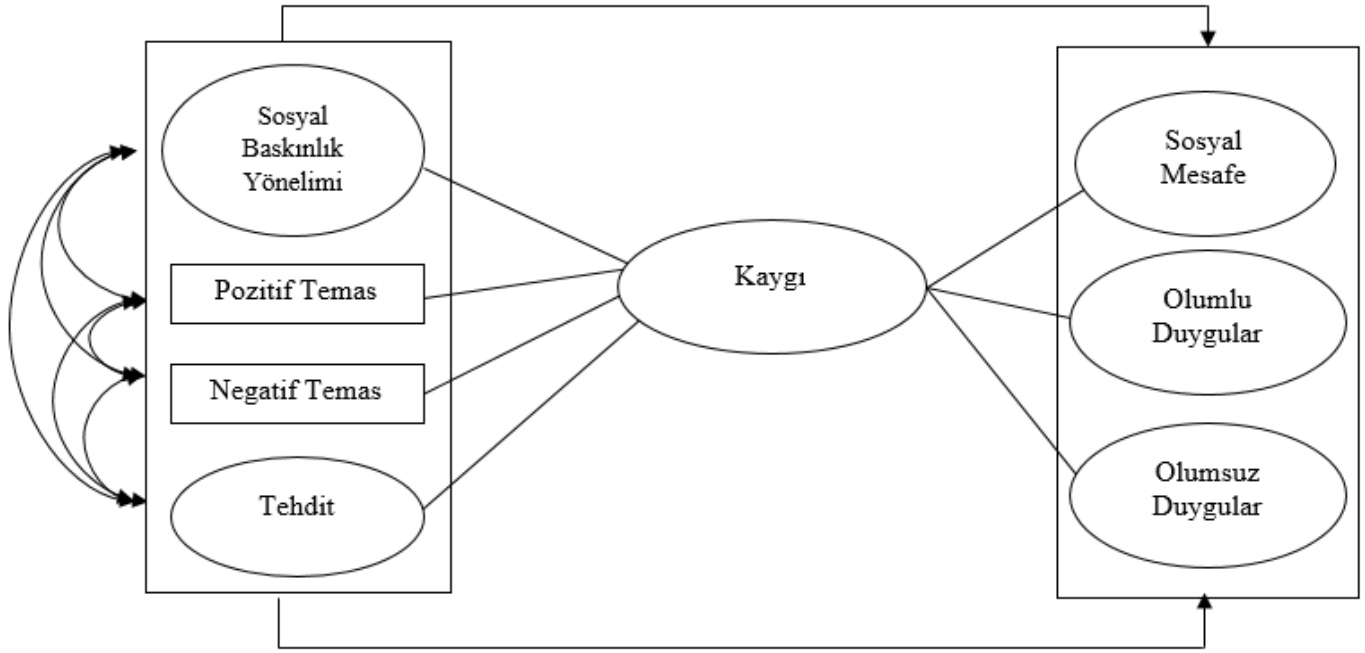 Sosyal
Baskınlık
Yönelimi
Pozitif Temas
Negatif Temas
Tehdit
Kaygı
Sosyal
Mesafe
Olumlu
Duygular
Olumsuz
Duygular